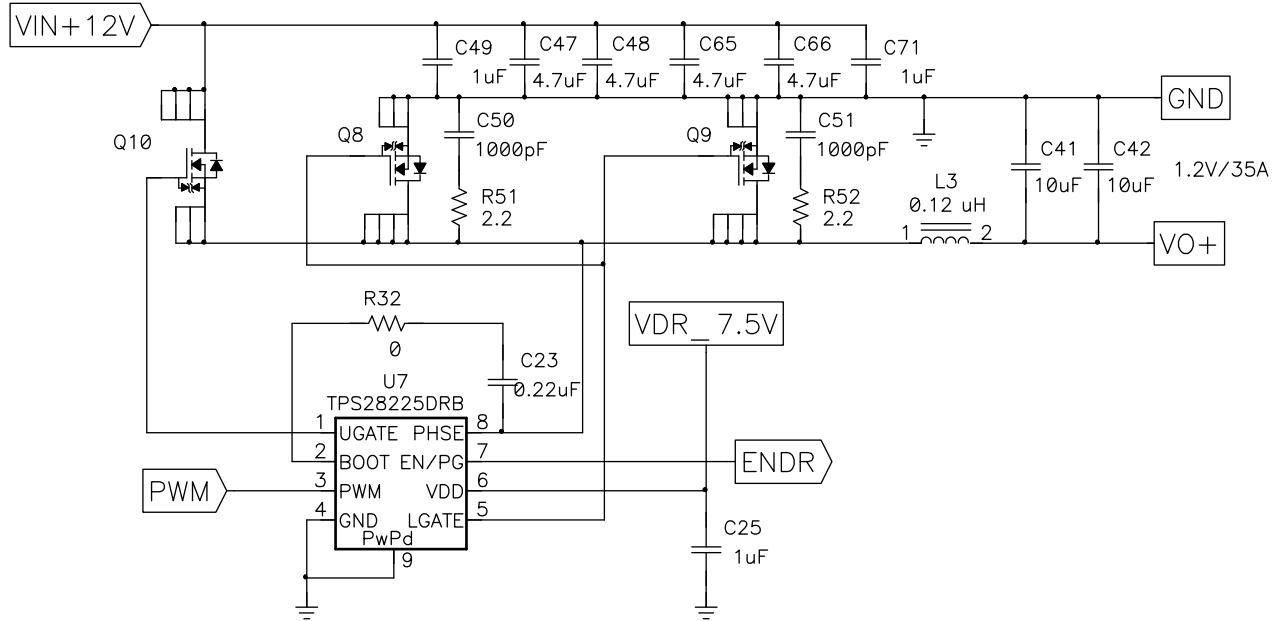 VIN+12V
C49
1uF
C47
4.7uF
C48
4.7uF
C65
4.7uF
C66
4.7uF
C71
1uF
GND
Q10
Q8
C50
1000pF
R51
2.2
Q9
C51
1000pF
R52
2.2
C41
10uF
C42
10uF
1.2V/35A
L3
0.12 uH
1
2
VO+
R32
0
C23
0.22uF
VDR_ 7.5V
U7
TPS28225DRB
1
UGATE
PHSE
8
2
BOOT
EN/PG
7
ENDR
PWM
3
PWM
VDD
6
4
GND
LGATE
5
PwPd
9
C25
1uF